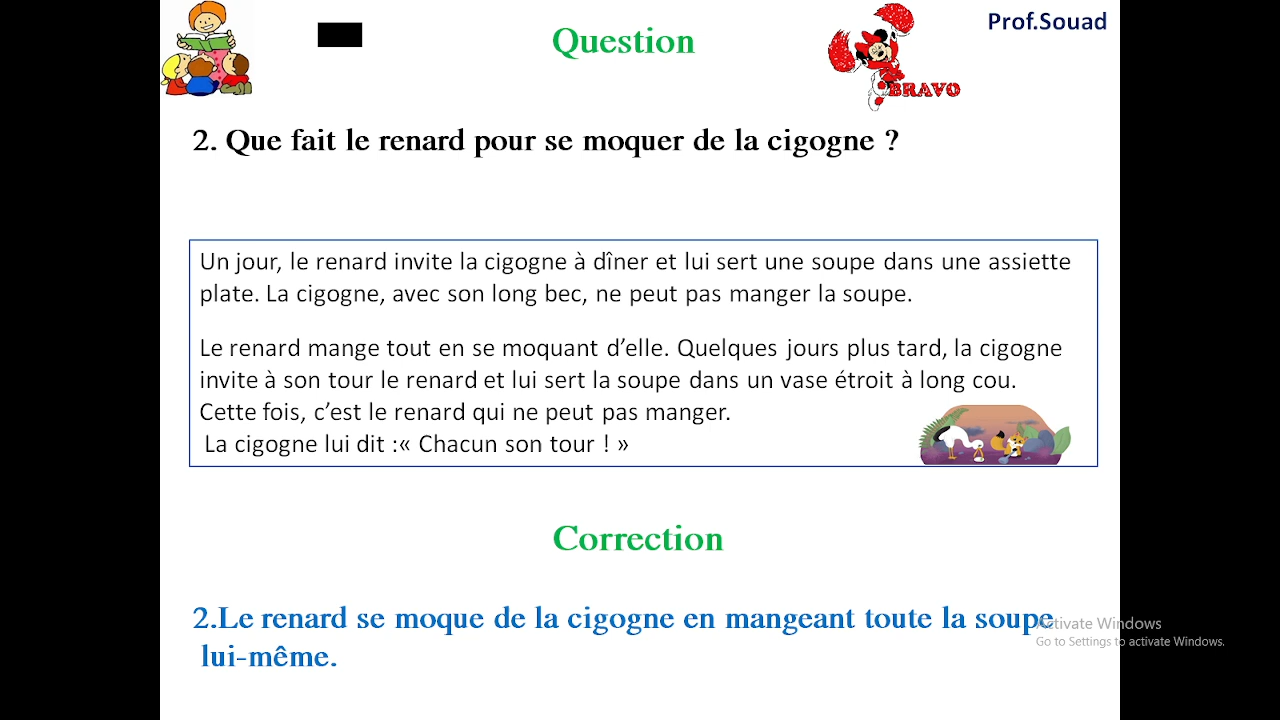 Prof.Souad
Question
BRAVO
2. Que fait le renard pour se moquer de la cigogne ?
Un jour, le renard invite la cigogne à dîner et lui sert une soupe dans une assiette
plate. La cigogne, avec son long bec, ne peut pas manger la soupe.
Le renard mange tout en se moquant d’elle. Quelques jours plus tard, la cigogne
invite à son tour le renard et lui sert la soupe dans un vase étroit à long cou.
Cette fois, c’est le renard qui ne peut pas manger.
La cigogne lui dit :« Chacun son tour ! »
Correction
2.Le renard se moque de la cigogne en mangeant toute la soupe
lui-même.
Activate Windows
Go to Settings to activate Windows.